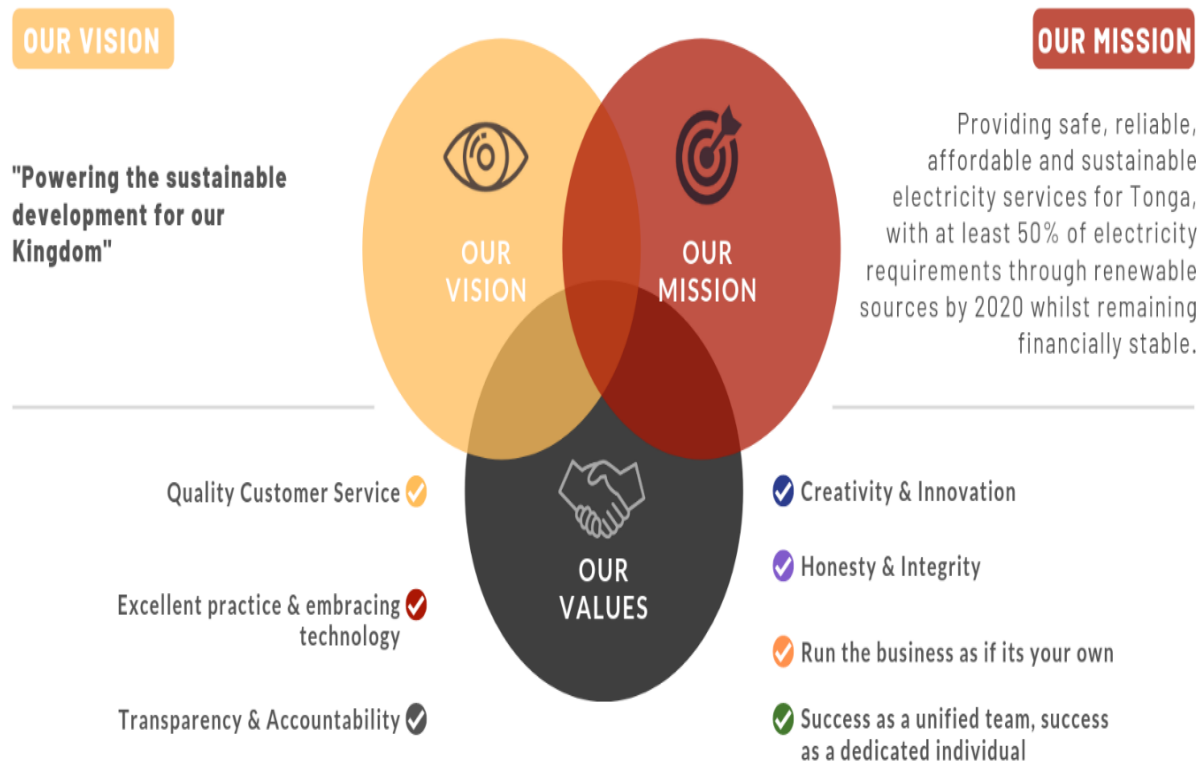 OUR VISION
"Powering the sustainable
development for our
Kingdom"
OUR MISSION
Providing safe, reliable,
affordable and sustainable
electricity services for Tonga,
with at least 50% of electricity
requirements through renewable
sources by 2020 whilst remaining
financially stable.
OUR
VISION
OUR
MISSION
OUR
VALUES
Quality Customer Service
Excellent practice & embracing
technology
Transparency & Accountability
Creativity & Innovation
Honesty & Integrity
Run the business as if its your own
Success as a unified team, success
as a dedicated individual